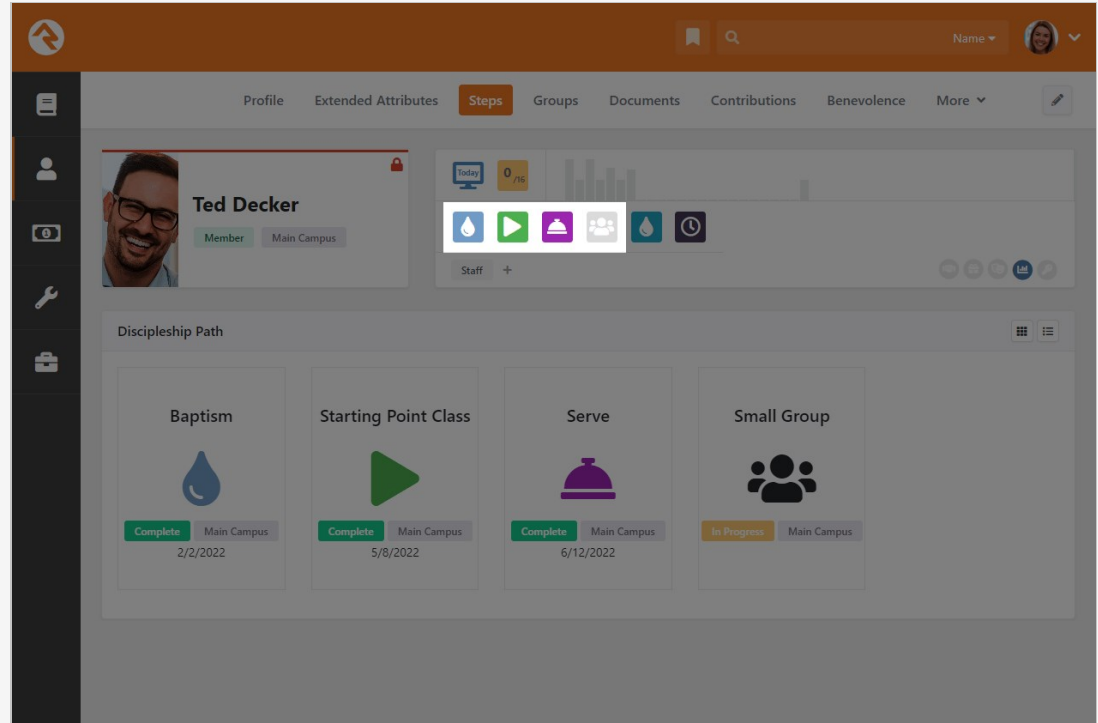 Name
Profile Extended Attributes Steps Groups Documents Contributions Benevolence More
Ted Decker
Member Main Campus
Today 0 /16
Staff +
Discipleship Path
Baptism
Complete Main Campus
2/2/2022
Starting Point Class
Complete Main Campus
5/8/2022
Serve
Complete Main Campus
6/12/2022
Small Group
In Progress Main Campus